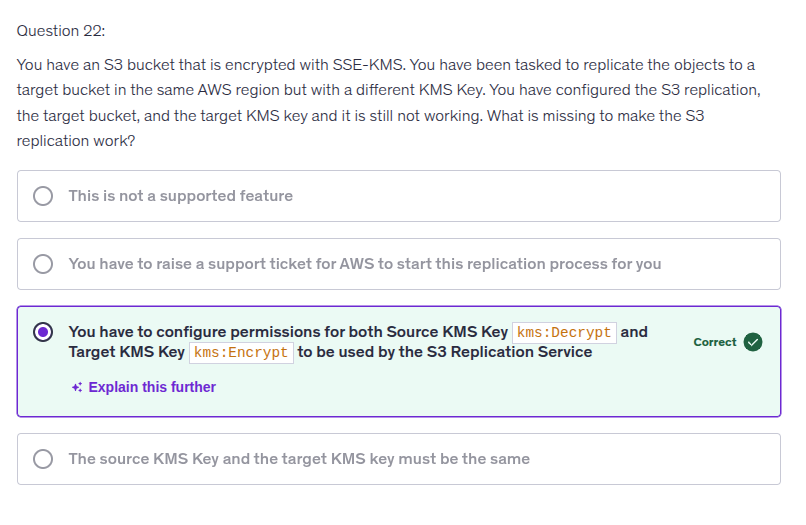 Question 22:
You have an S3 bucket that is encrypted with SSE-KMS. You have been tasked to replicate the objects to a
target bucket in the same AWS region but with a different KMS Key. You have configured the S3 replication,
the target bucket, and the target KMS key and it is still not working. What is missing to make the S3
replication work?
This is not a supported feature
You have to raise a support ticket for AWS to start this replication process for you
You have to configure permissions for both Source KMS Key kms:Decrypt and
Target KMS Key kms:Encrypt to be used by the S3 Replication Service
Correct
Explain this further
The source KMS Key and the target KMS key must be the same